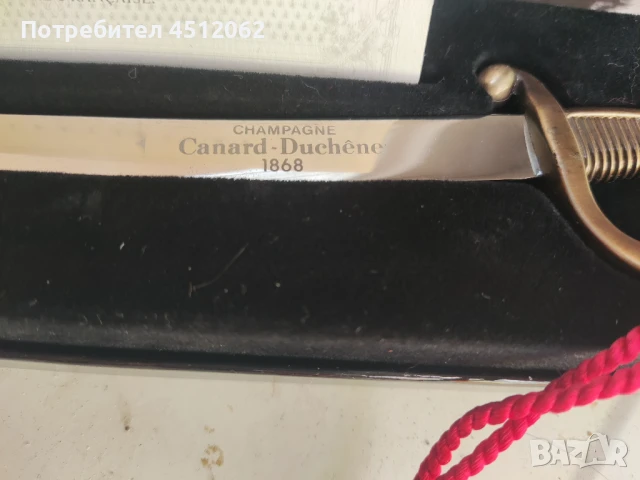 Потребител 4512062
CHAMPAGNE
Canard-Duchêne
1868
BAZAR